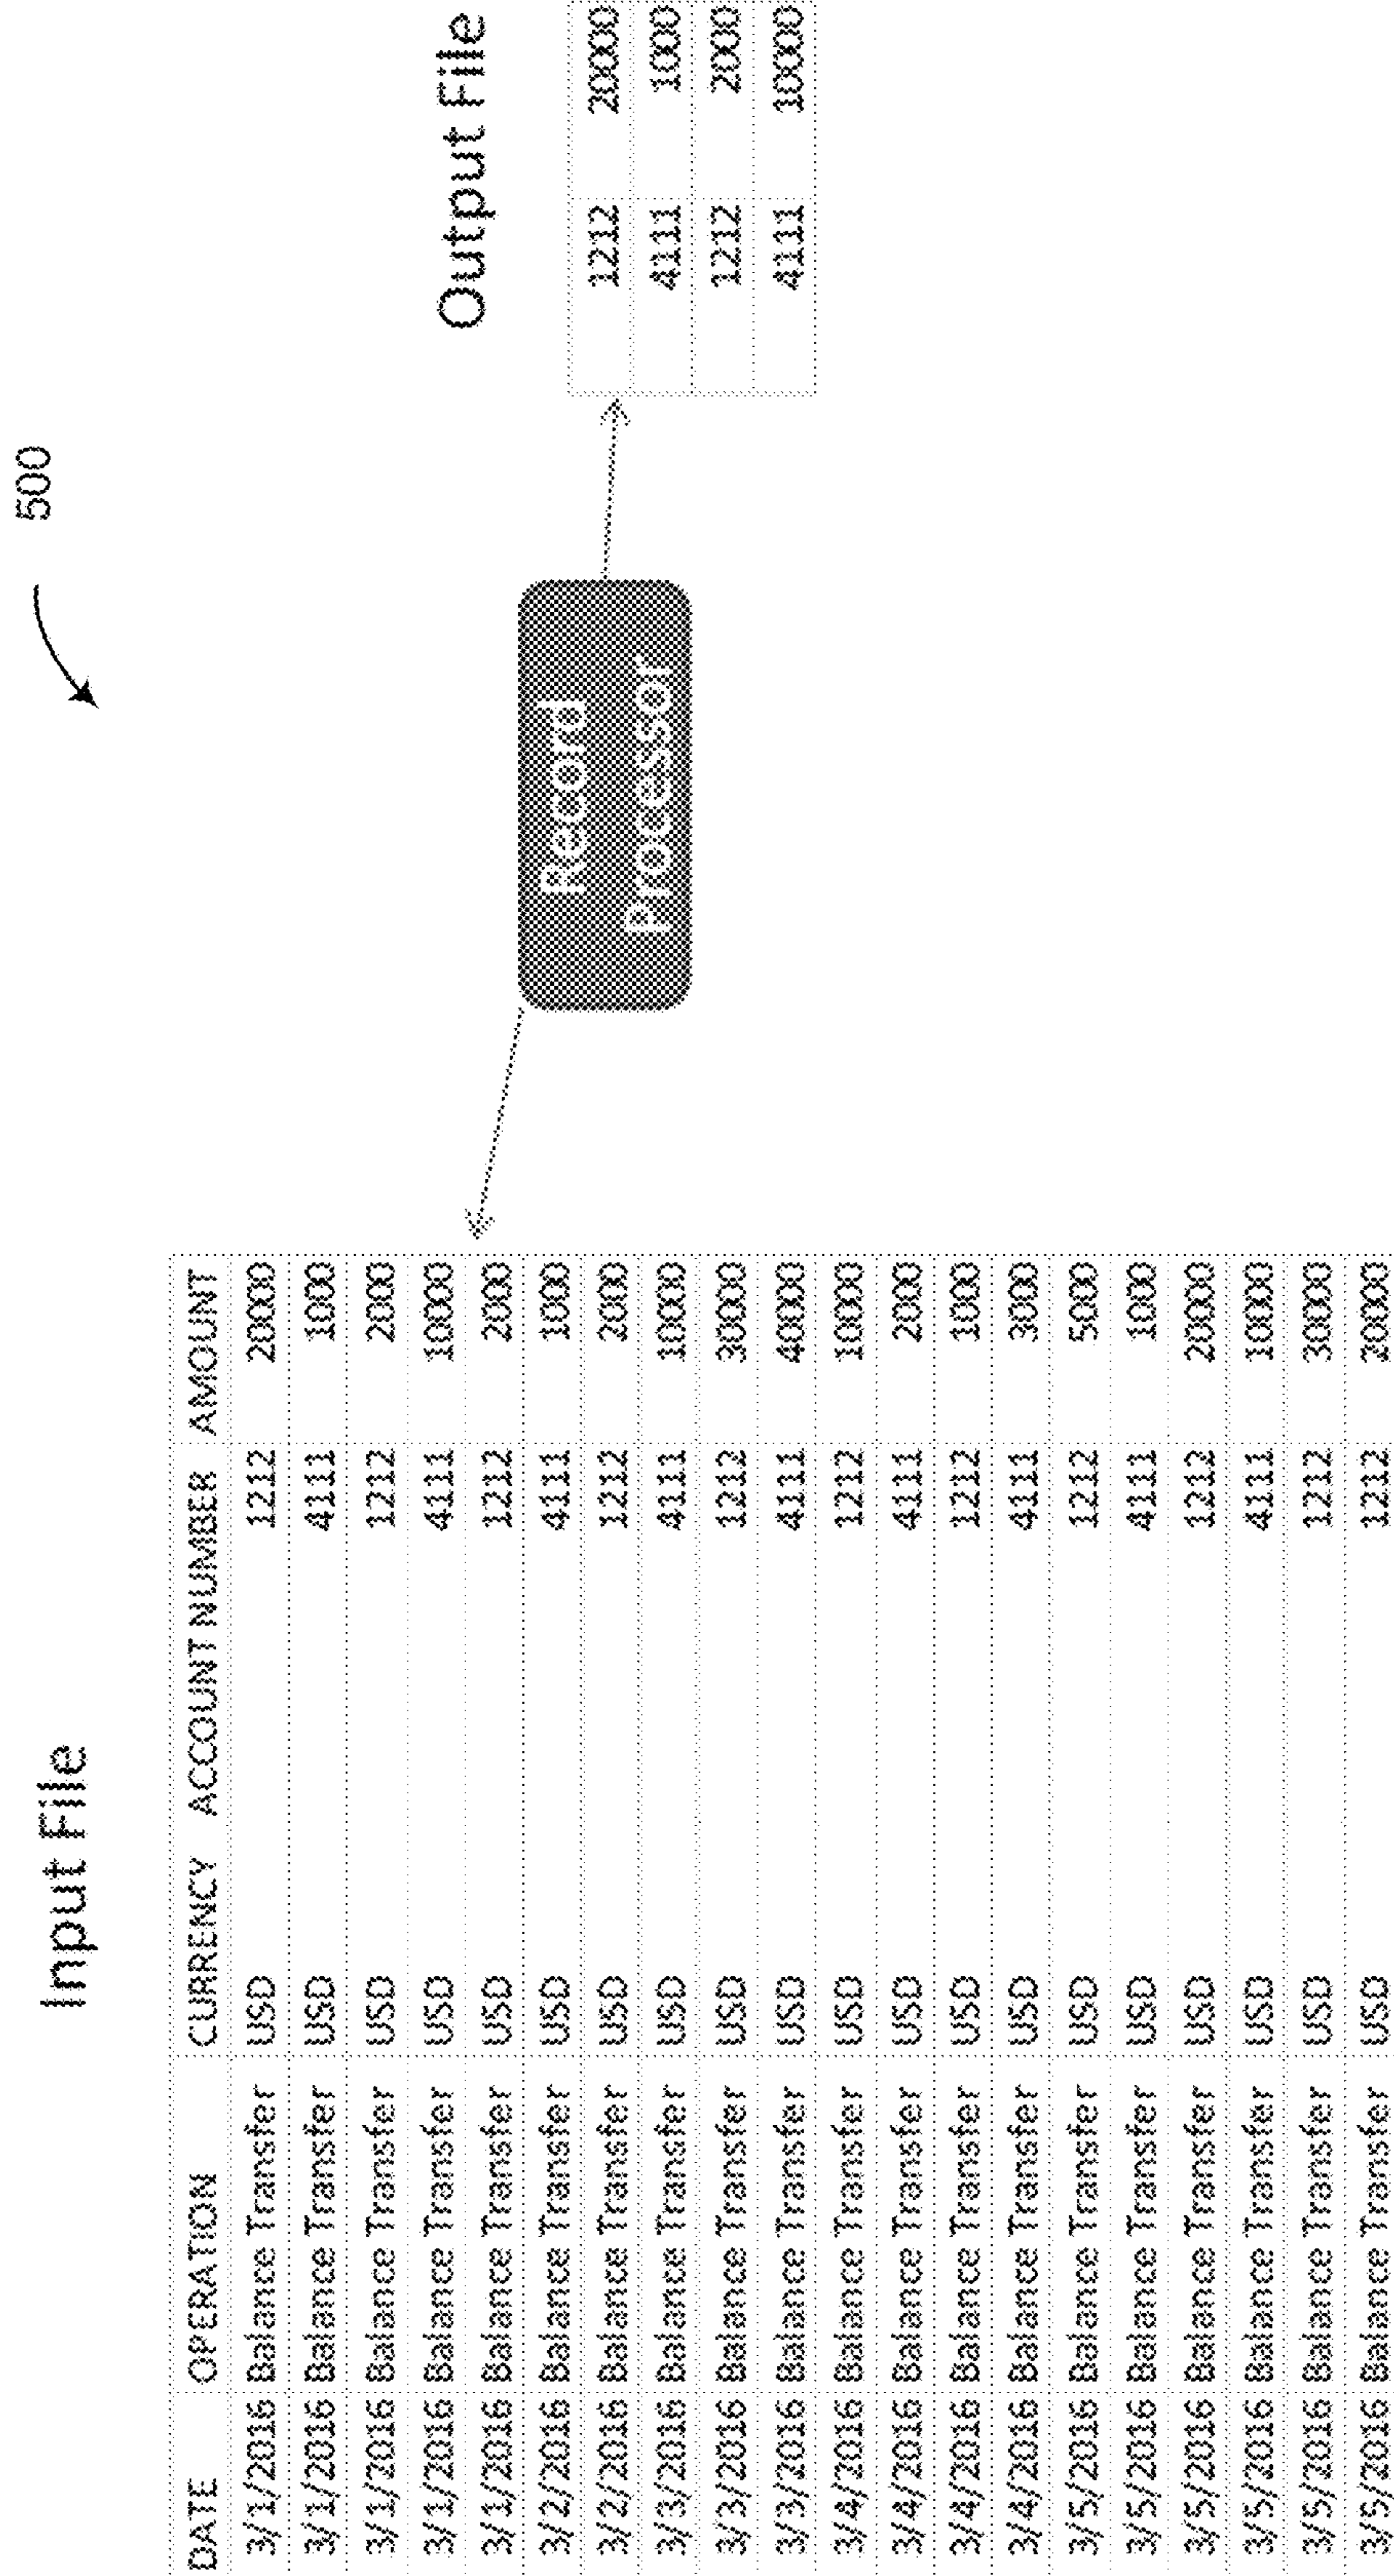 500
Input File
DATE OPERATION CURRENCY ACCOUNT NUMBER AMOUNT
3/1/2016 Balance Transfer USD 1212 20000
3/1/2016 Balance Transfer USD 4111 1000
3/1/2016 Balance Transfer USD 1212 2000
3/1/2016 Balance Transfer USD 4111 10000
3/1/2016 Balance Transfer USD 1212 2000
3/2/2016 Balance Transfer USD 4111 1000
3/2/2016 Balance Transfer USD 1212 2000
3/3/2016 Balance Transfer USD 4111 10000
3/3/2016 Balance Transfer USD 1212 30000
3/3/2016 Balance Transfer USD 4111 40000
3/4/2016 Balance Transfer USD 1212 10000
3/4/2016 Balance Transfer USD 4111 2000
3/4/2016 Balance Transfer USD 1212 1000
3/4/2016 Balance Transfer USD 4111 3000
3/5/2016 Balance Transfer USD 1212 5000
3/5/2016 Balance Transfer USD 4111 1000
3/5/2016 Balance Transfer USD 1212 20000
3/5/2016 Balance Transfer USD 4111 10000
3/5/2016 Balance Transfer USD 1212 30000
3/5/2016 Balance Transfer USD 1212 20000
Record
Processor
Output File
1212 20000
4111 1000
1212 2000
4111 10000